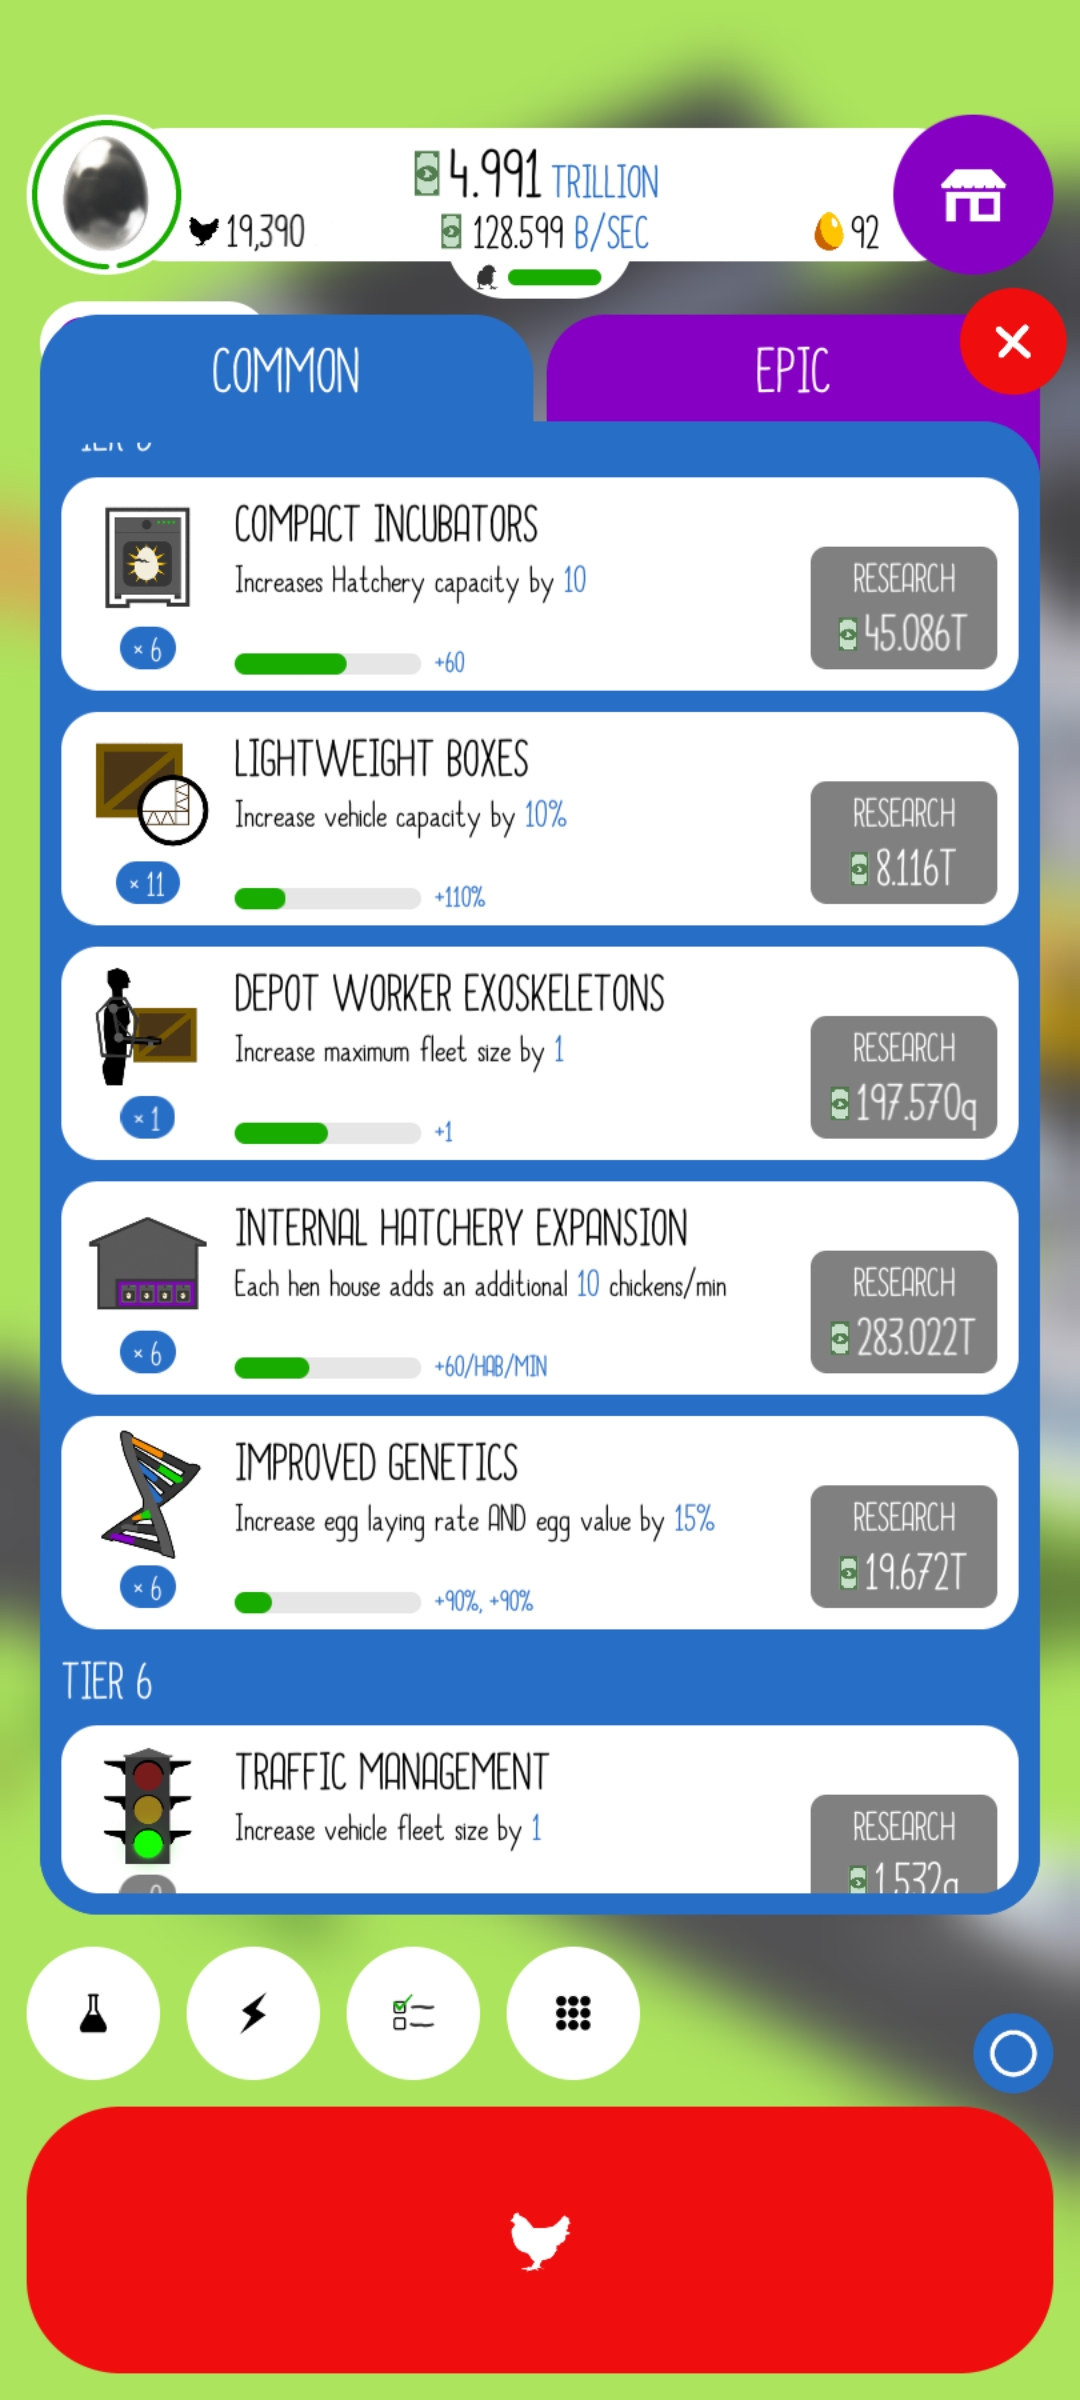 4.991 TRILLION
19,390
128.599 B/SEC
92
COMMON
EPIC
COMPACT INCUBATORS
Increases Hatchery capacity by 10
× 6
+60
RESEARCH
45.086T
LIGHTWEIGHT BOXES
Increase vehicle capacity by 10%
× 11
+110%
RESEARCH
8.116T
DEPOT WORKER EXOSKELETONS
Increase maximum fleet size by 1
× 1
+1
RESEARCH
197.570q
INTERNAL HATCHERY EXPANSION
Each hen house adds an additional 10 chickens/min
× 6
+60/HAB/MIN
RESEARCH
283.022T
IMPROVED GENETICS
Increase egg laying rate AND egg value by 15%
× 6
+90%, +90%
RESEARCH
19.672T
TIER 6
TRAFFIC MANAGEMENT
Increase vehicle fleet size by 1
RESEARCH
1.532q